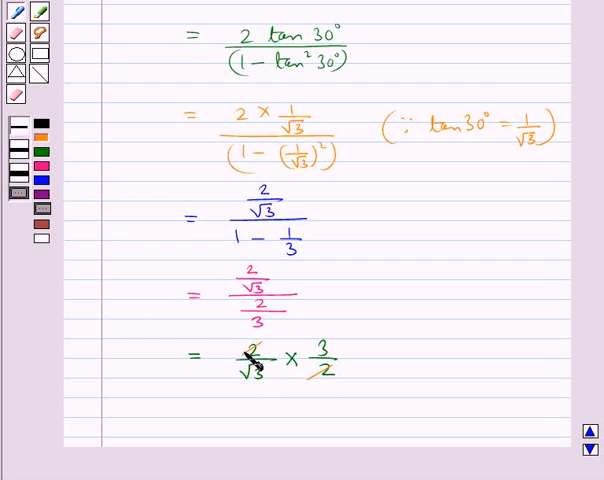 = 2 tan 30° / (1 - tan² 30°)
= 2 × 1/√3 / (1 - (1/√3)²) (∵ tan 30° = 1/√3)
= 2/√3 / 1 - 1/3
= 2/√3 / 2/3
= 2/√3 × 3/2